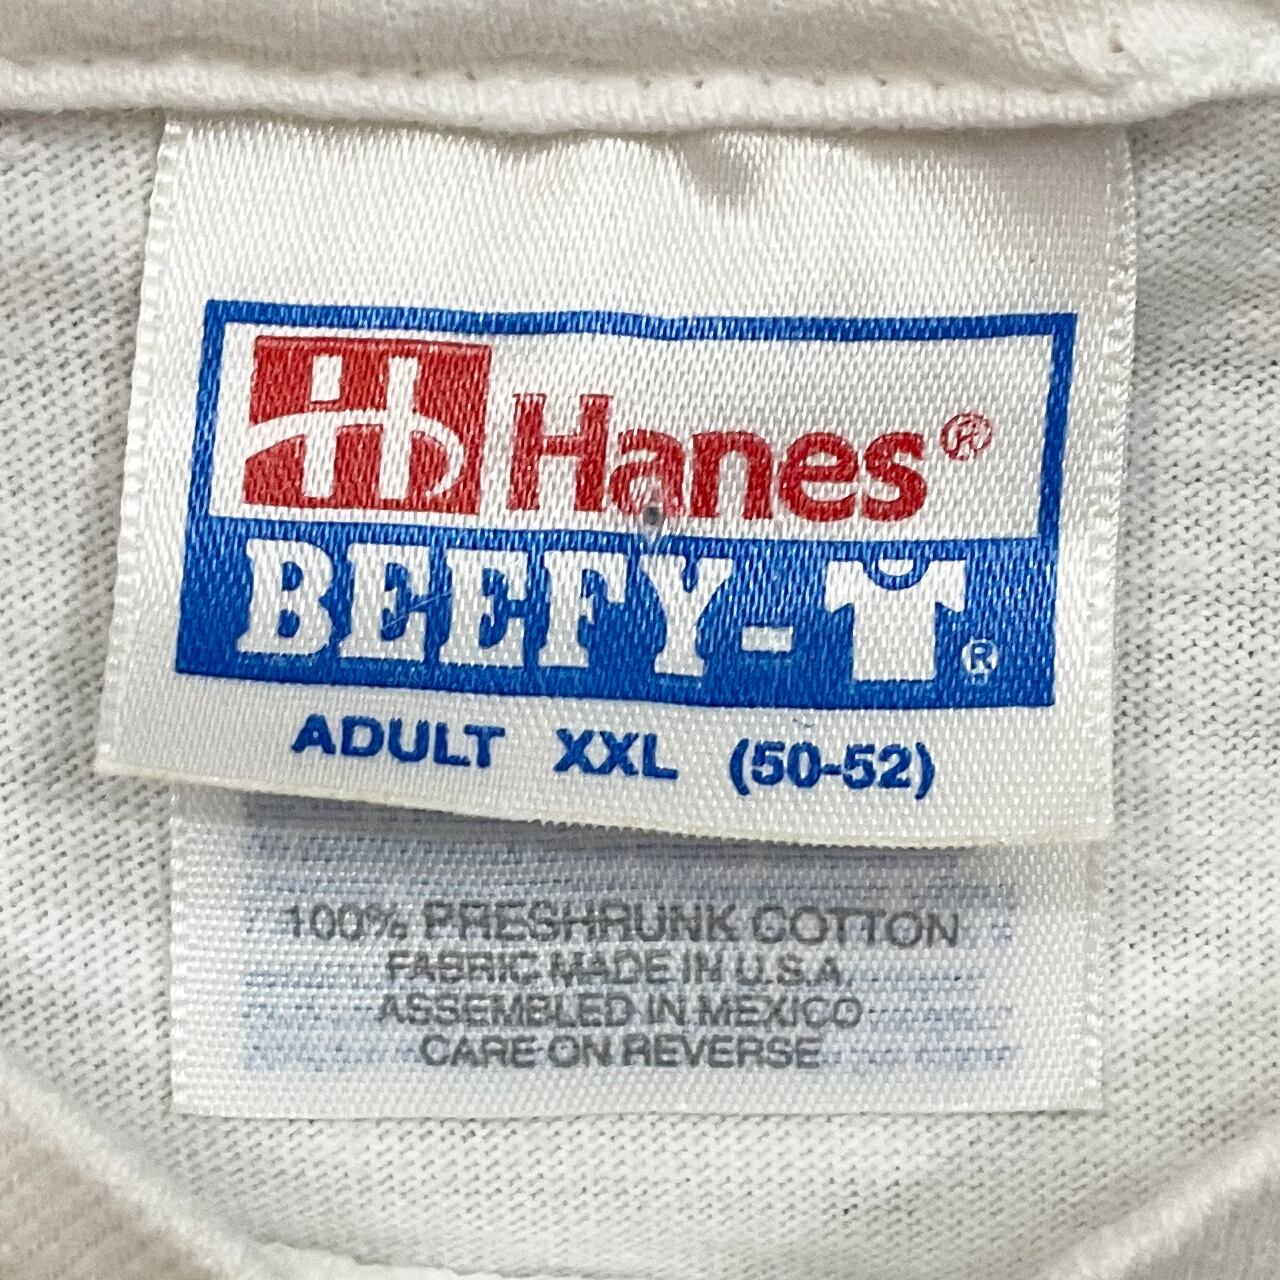 Hanes®
BEEFY-T®
ADULT XXL (50-52)
100% PRESHRUNK COTTON
FABRIC MADE IN U.S.A.
ASSEMBLED IN MEXICO
CARE ON REVERSE